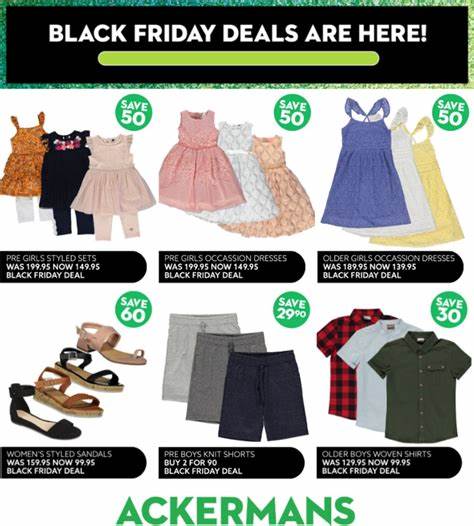 BLACK FRIDAY DEALS ARE HERE!
SAVE
50
SAVE
50
SAVE
50
PRE GIRLS STYLED SETS
WAS 199.95 NOW 149.95
BLACK FRIDAY DEAL
PRE GIRLS OCCASSION DRESSES
WAS 199.95 NOW 149.95
BLACK FRIDAY DEAL
OLDER GIRLS OCCASSION DRESSES
WAS 189.95 NOW 139.95
BLACK FRIDAY DEAL
SAVE
60
SAVE
29.90
SAVE
30
WOMEN'S STYLED SANDALS
WAS 159.95 NOW 99.95
BLACK FRIDAY DEAL
PRE BOYS KNIT SHORTS
BUY 2 FOR 90
BLACK FRIDAY DEAL
OLDER BOYS WOVEN SHIRTS
WAS 129.95 NOW 99.95
BLACK FRIDAY DEAL
ACKERMANS